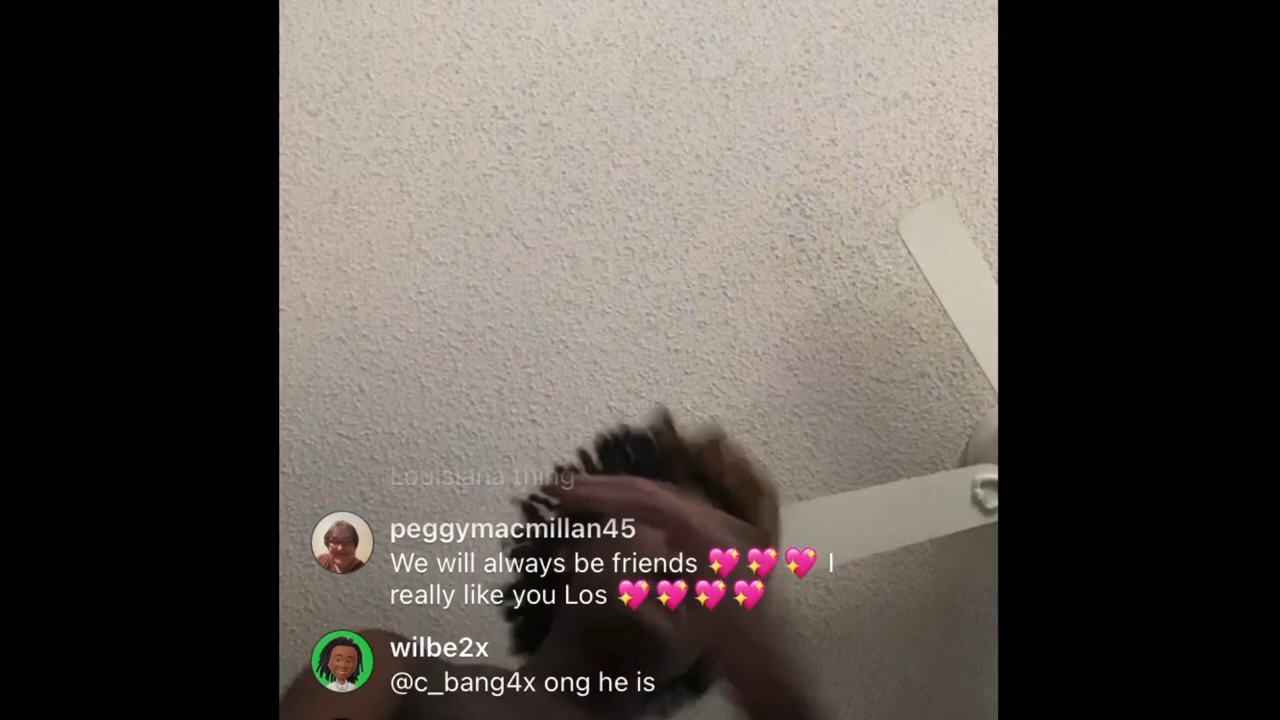 Louisiana thing
peggymacmillan45
We will always be friends 💖💖💖 I
really like you Los 💖💖💖💖
wilbe2x
@c_bang4x ong he is